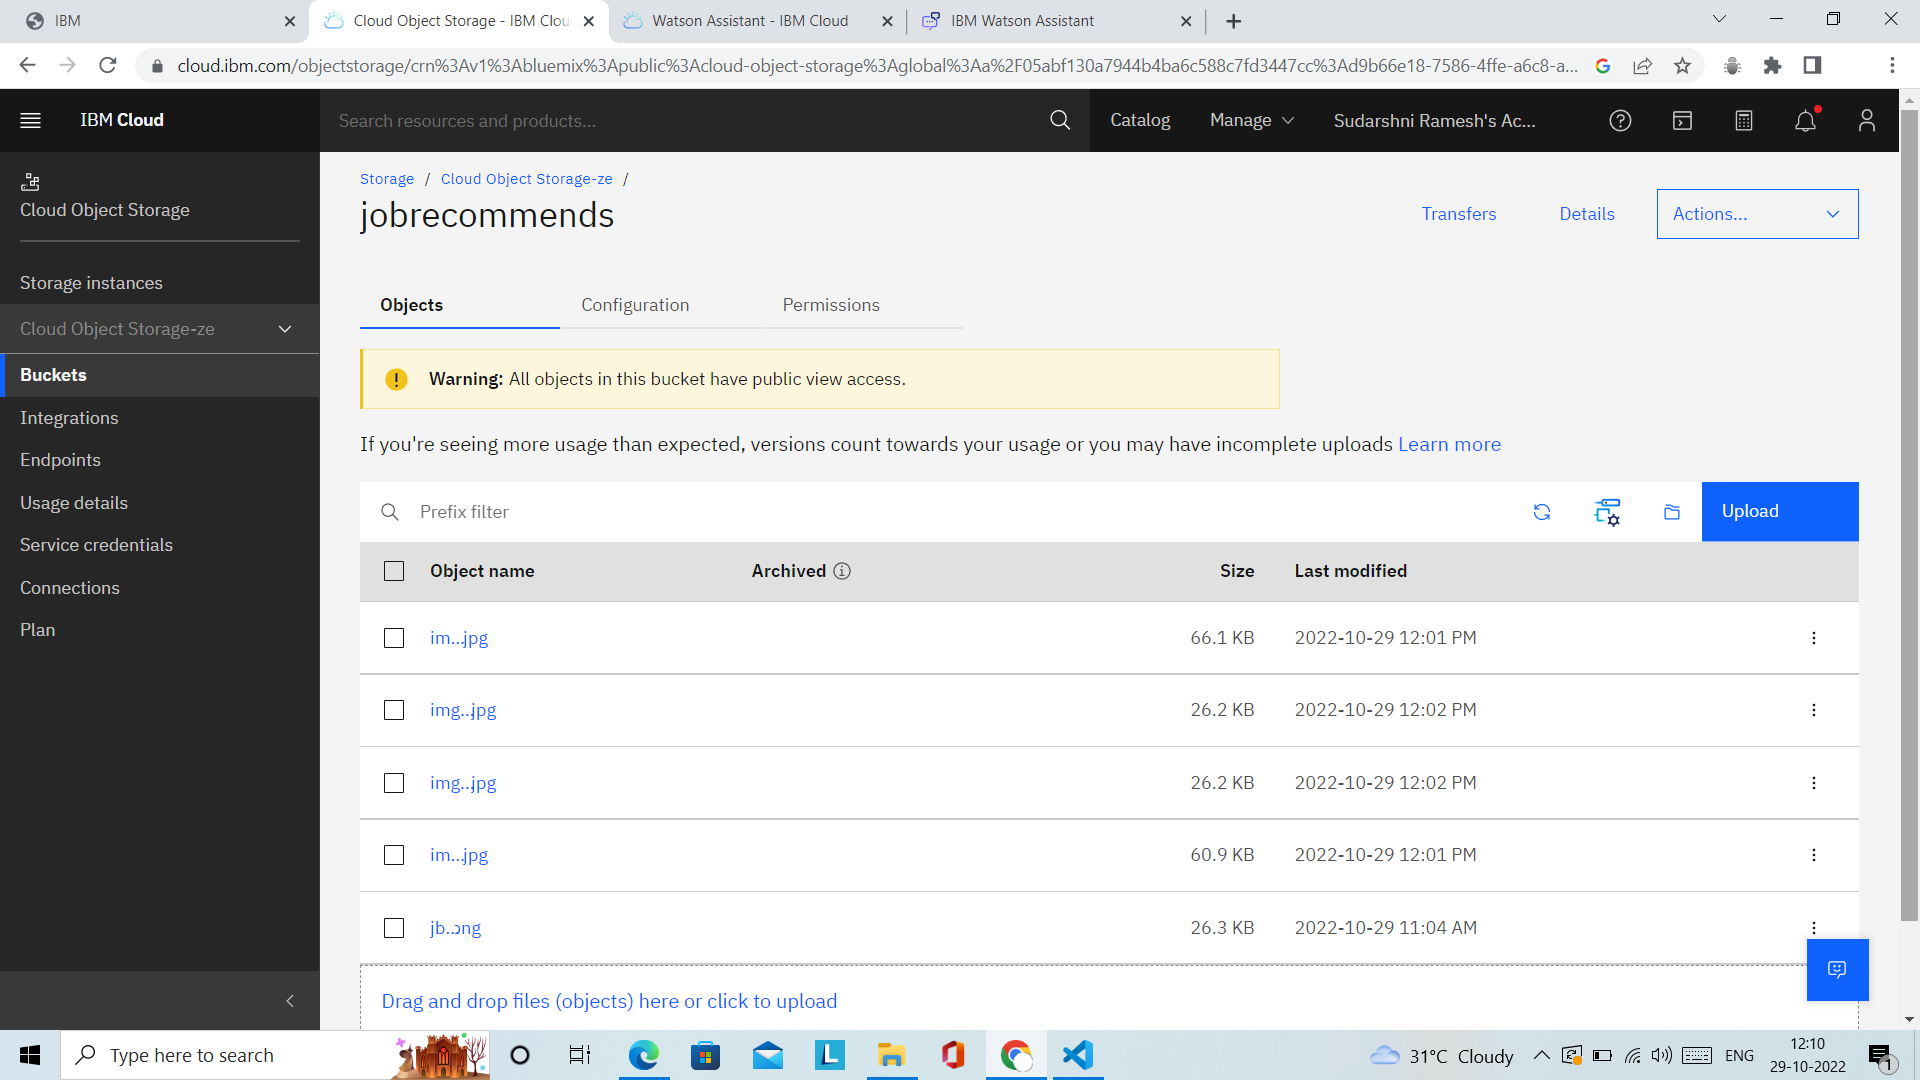 IBM
Cloud Object Storage - IBM Clou
Watson Assistant - IBM Cloud
IBM Watson Assistant
cloud.ibm.com/objectstorage/crn%3Av1%3Abluemix%3Apublic%3Acloud-object-storage%3Aglobal%3Aa%2F05abf130a7944b4ba6c588c7fd3447cc%3Ad9b66e18-7586-4ffe-a6c8-a...
IBM Cloud
Search resources and products...
Catalog
Manage
Sudarshni Ramesh's Ac...
Cloud Object Storage
Storage instances
Cloud Object Storage-ze
Buckets
Integrations
Endpoints
Usage details
Service credentials
Connections
Plan
Storage / Cloud Object Storage-ze /
jobrecommends
Transfers
Details
Actions...
Objects
Configuration
Permissions
Warning: All objects in this bucket have public view access.
If you're seeing more usage than expected, versions count towards your usage or you may have incomplete uploads Learn more
Prefix filter
Upload
Object name Archived Size Last modified
im...jpg 66.1 KB 2022-10-29 12:01 PM
img...jpg 26.2 KB 2022-10-29 12:02 PM
img...jpg 26.2 KB 2022-10-29 12:02 PM
im...jpg 60.9 KB 2022-10-29 12:01 PM
jb...png 26.3 KB 2022-10-29 11:04 AM
Drag and drop files (objects) here or click to upload
Type here to search
L
31°C Cloudy
ENG
12:10
29-10-2022
1